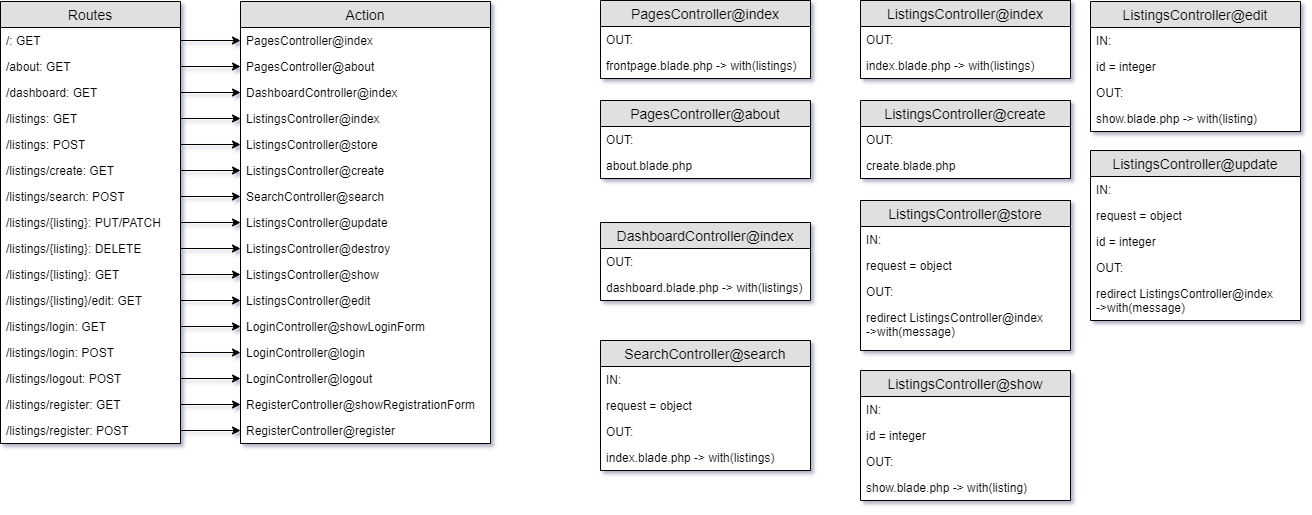 Routes
/: GET
/about: GET
/dashboard: GET
/listings: GET
/listings: POST
/listings/create: GET
/listings/search: POST
/listings/{listing}: PUT/PATCH
/listings/{listing}: DELETE
/listings/{listing}: GET
/listings/{listing}/edit: GET
/listings/login: GET
/listings/login: POST
/listings/logout: POST
/listings/register: GET
/listings/register: POST
Action
PagesController@index
PagesController@about
DashboardController@index
ListingsController@index
ListingsController@store
ListingsController@create
SearchController@search
ListingsController@update
ListingsController@destroy
ListingsController@show
ListingsController@edit
LoginController@showLoginForm
LoginController@login
LoginController@logout
RegisterController@showRegistrationForm
RegisterController@register
PagesController@index
OUT:
frontpage.blade.php -> with(listings)
PagesController@about
OUT:
about.blade.php
DashboardController@index
OUT:
dashboard.blade.php -> with(listings)
SearchController@search
IN:
request = object
OUT:
index.blade.php -> with(listings)
ListingsController@index
OUT:
index.blade.php -> with(listings)
ListingsController@create
OUT:
create.blade.php
ListingsController@store
IN:
request = object
OUT:
redirect ListingsController@index
->with(message)
ListingsController@show
IN:
id = integer
OUT:
show.blade.php -> with(listing)
ListingsController@edit
IN:
id = integer
OUT:
show.blade.php -> with(listing)
ListingsController@update
IN:
request = object
id = integer
OUT:
redirect ListingsController@index
->with(message)